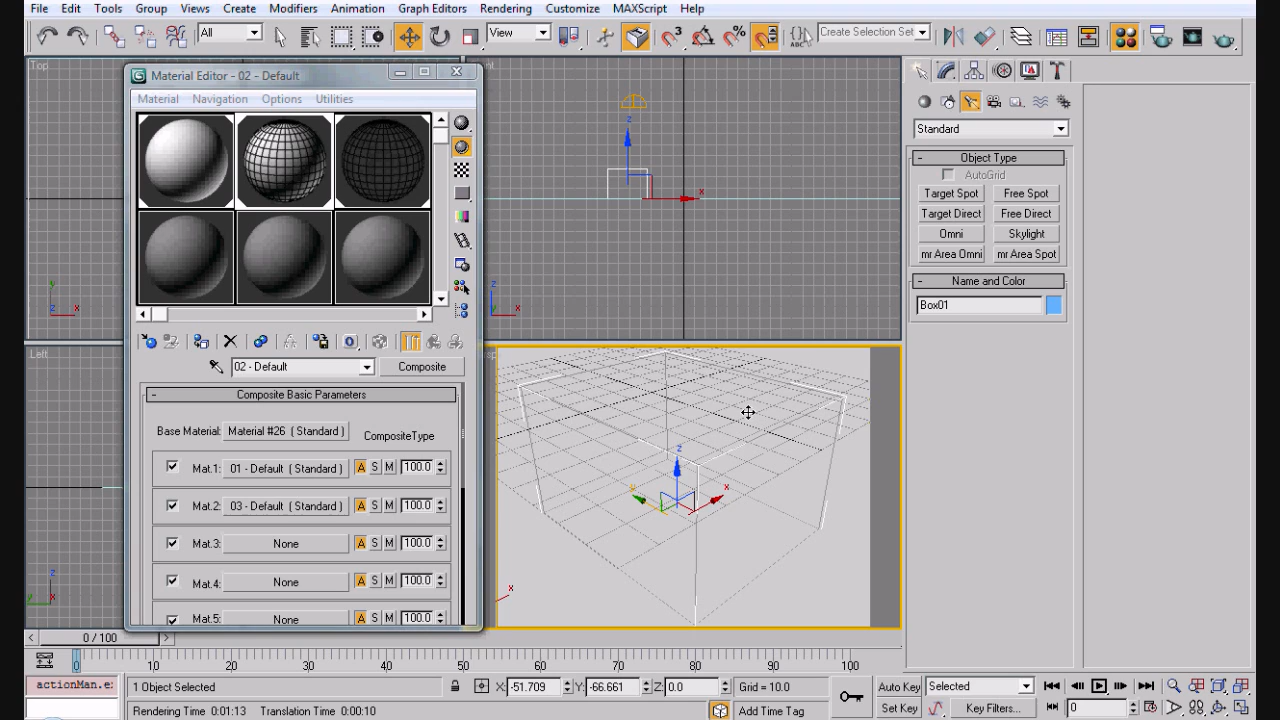 File Edit Tools Group Views Create Modifiers Animation Graph Editors Rendering Customize MAXScript Help
All View Create Selection Set
Top
Material Editor - 02 - Default
Material Navigation Options Utilities
02 - Default Composite
- Composite Basic Parameters
Base Material: Material #26 ( Standard ) CompositeType
Mat.1: 01 - Default ( Standard ) A S M 100.0
Mat.2: 03 - Default ( Standard ) A S M 100.0
Mat.3: None A S M 100.0
Mat.4: None A S M 100.0
Mat.5: None A S M 100.0
Left
z
x
y
x
z
x
z
x
z
x
x
Standard
- Object Type
AutoGrid
Target Spot Free Spot
Target Direct Free Direct
Omni Skylight
mr Area Omni mr Area Spot
- Name and Color
Box01
0 / 100
0 10 20 30 40 50 60 70 80 90 100
actionMan.e: 1 Object Selected X: -51.709 Y: -66.661 Z: 0.0 Grid = 10.0 Auto Key Selected
Rendering Time 0:01:13 Translation Time 0:00:10 Add Time Tag Set Key Key Filters... 0